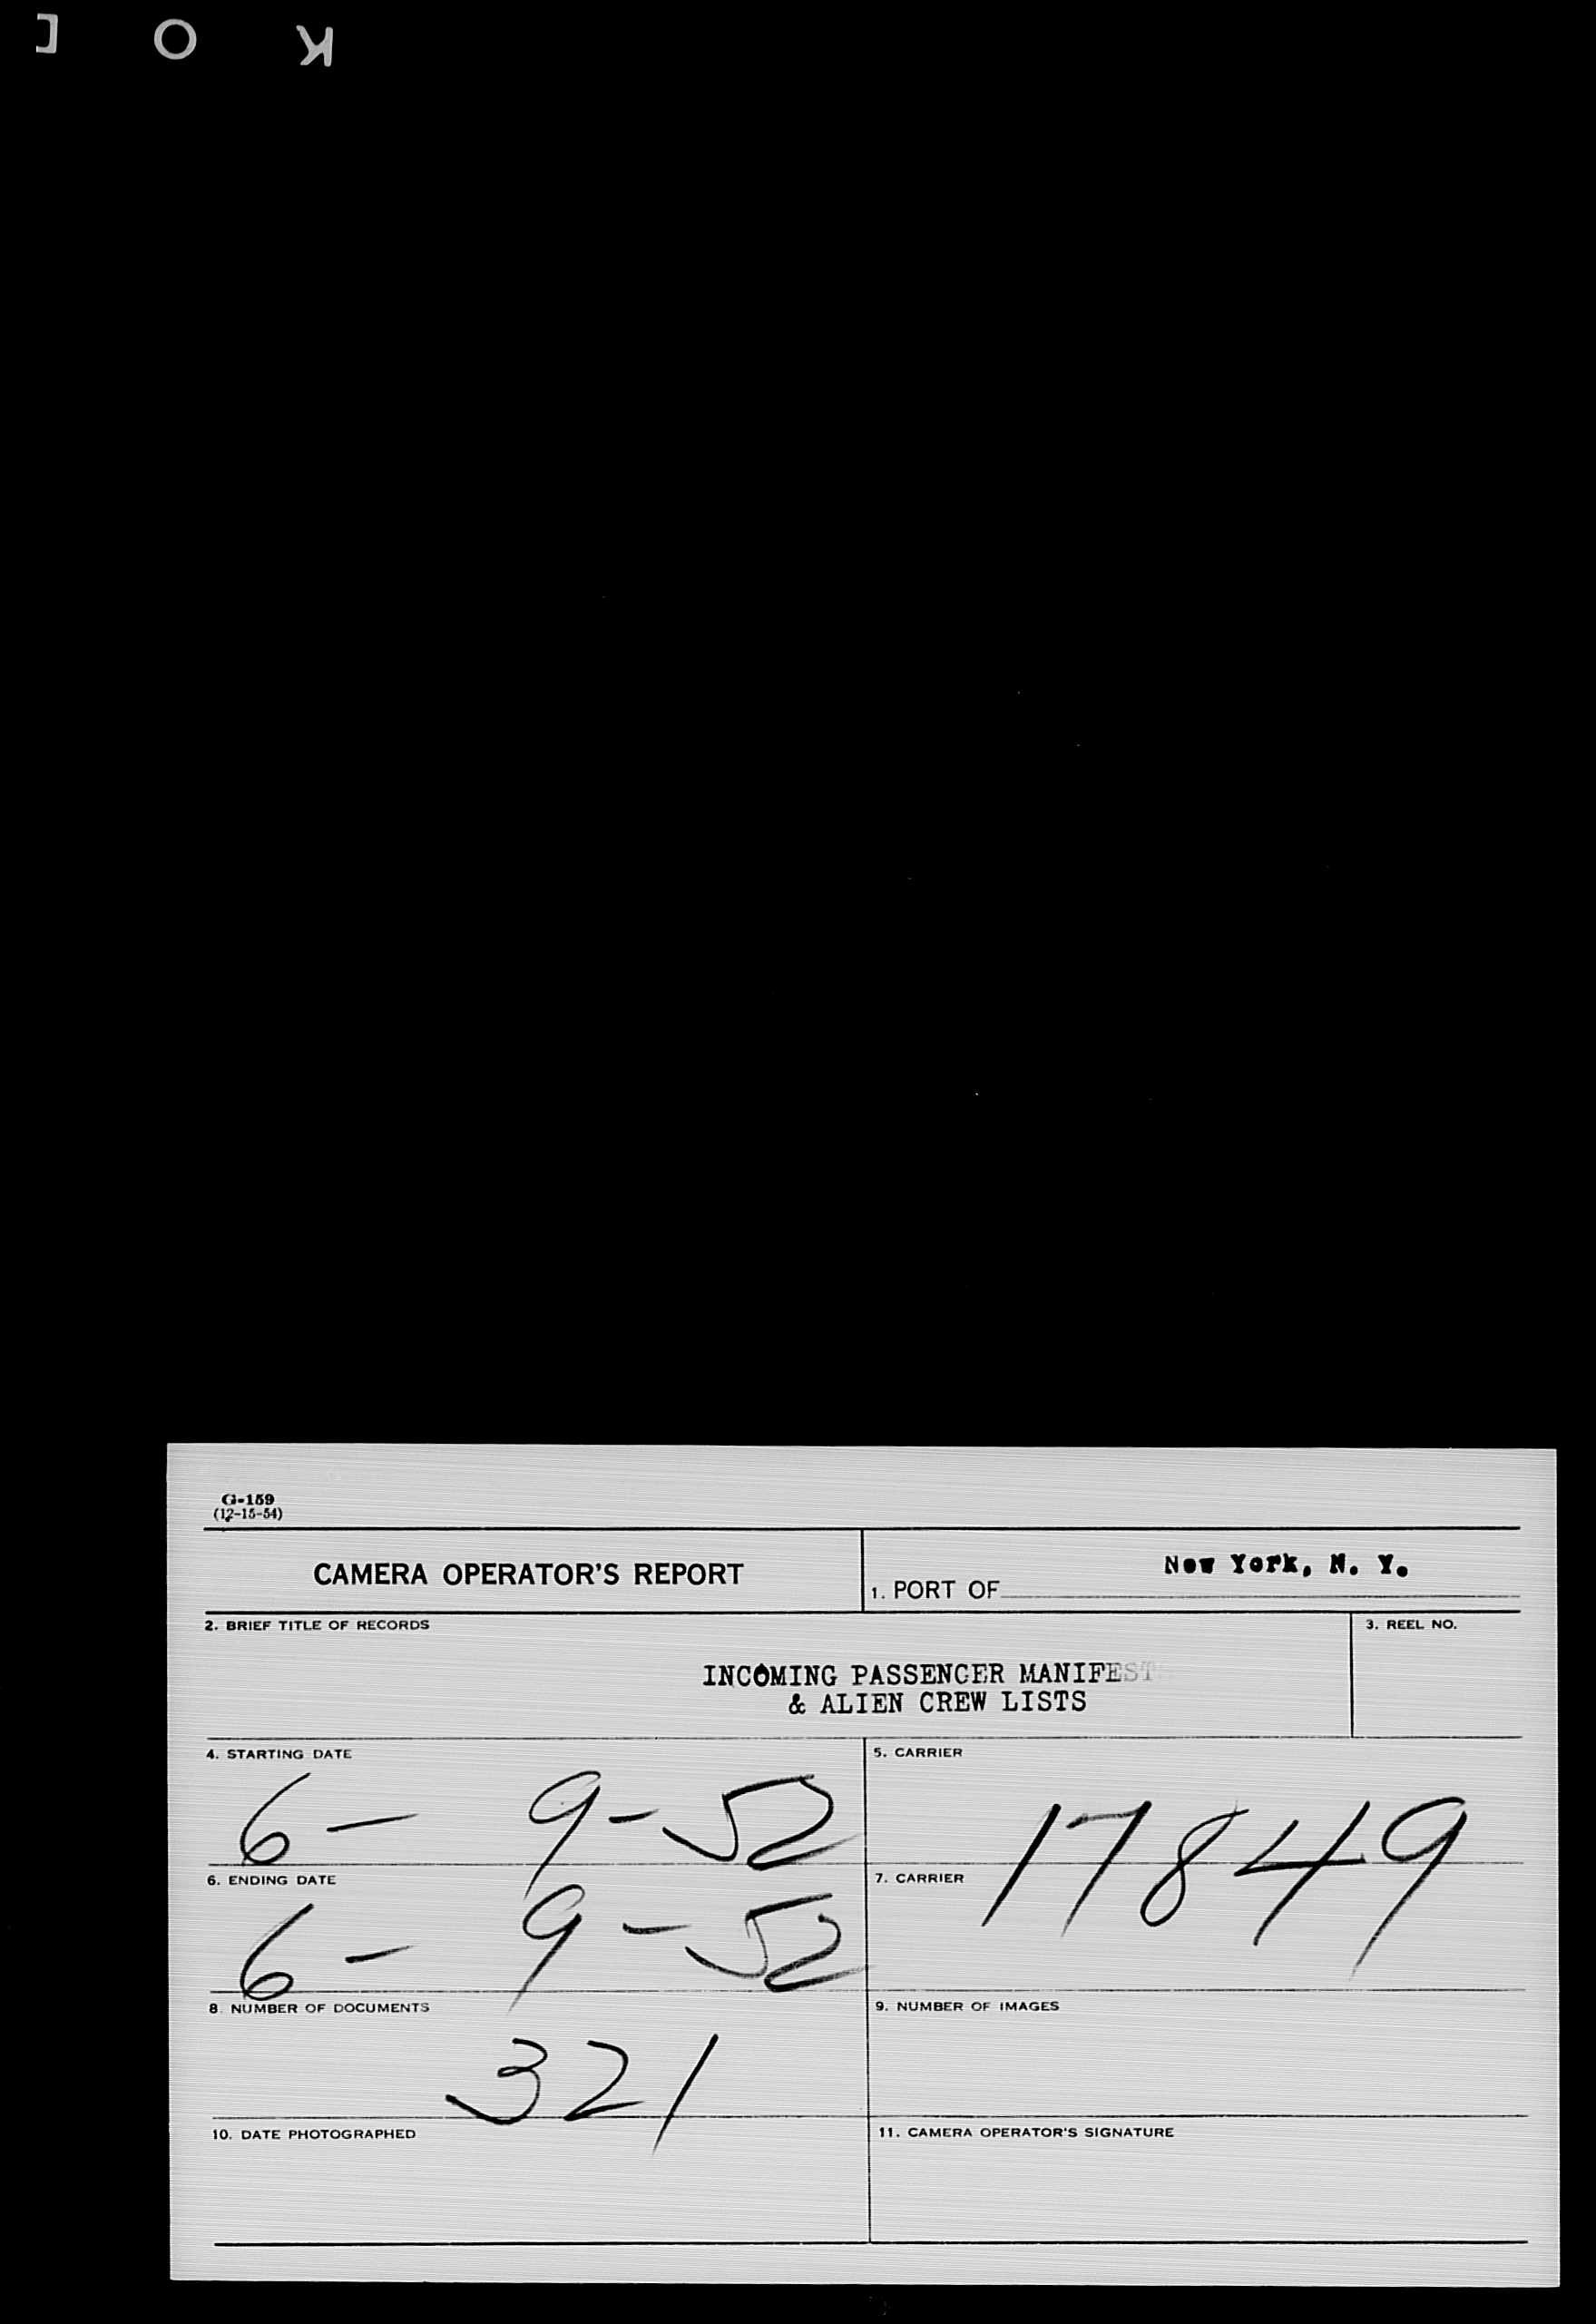 G-159
(12-15-54)
CAMERA OPERATOR'S REPORT
1. PORT OF New York, N. Y.
2. BRIEF TITLE OF RECORDS
3. REEL NO.
INCOMING PASSENGER MANIFEST
& ALIEN CREW LISTS
4. STARTING DATE
6- 9-52
5. CARRIER
17849
6. ENDING DATE
6- 9-52
7. CARRIER
8. NUMBER OF DOCUMENTS
321
9. NUMBER OF IMAGES
10. DATE PHOTOGRAPHED
11. CAMERA OPERATOR'S SIGNATURE